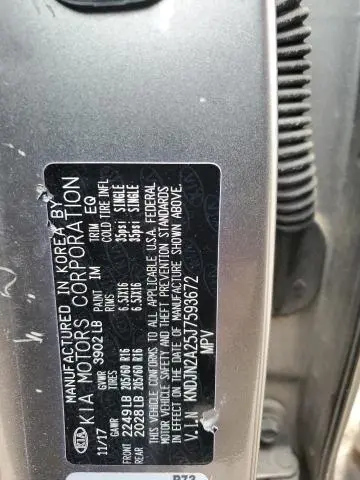 KIA MANUFACTURED IN KOREA BY
KIA MOTORS CORPORATION
11/17 GVWR 3902 LB PAINT IM TRIM EQ
GAWR TIRE RIMS COLD TIRE INFL
FRONT 2249 LB 205/60 R16 6.5JX16 35psi SINGLE
REAR 2028 LB 205/60 R16 6.5JX16 35psi SINGLE
THIS VEHICLE CONFORMS TO ALL APPLICABLE U.S.A. FEDERAL
MOTOR VEHICLE SAFETY AND THEFT PREVENTION STANDARDS
IN EFFECT ON THE DATE OF MANUFACTURE SHOWN ABOVE.
V.I.N KNDJN2A25J7593672
MPV